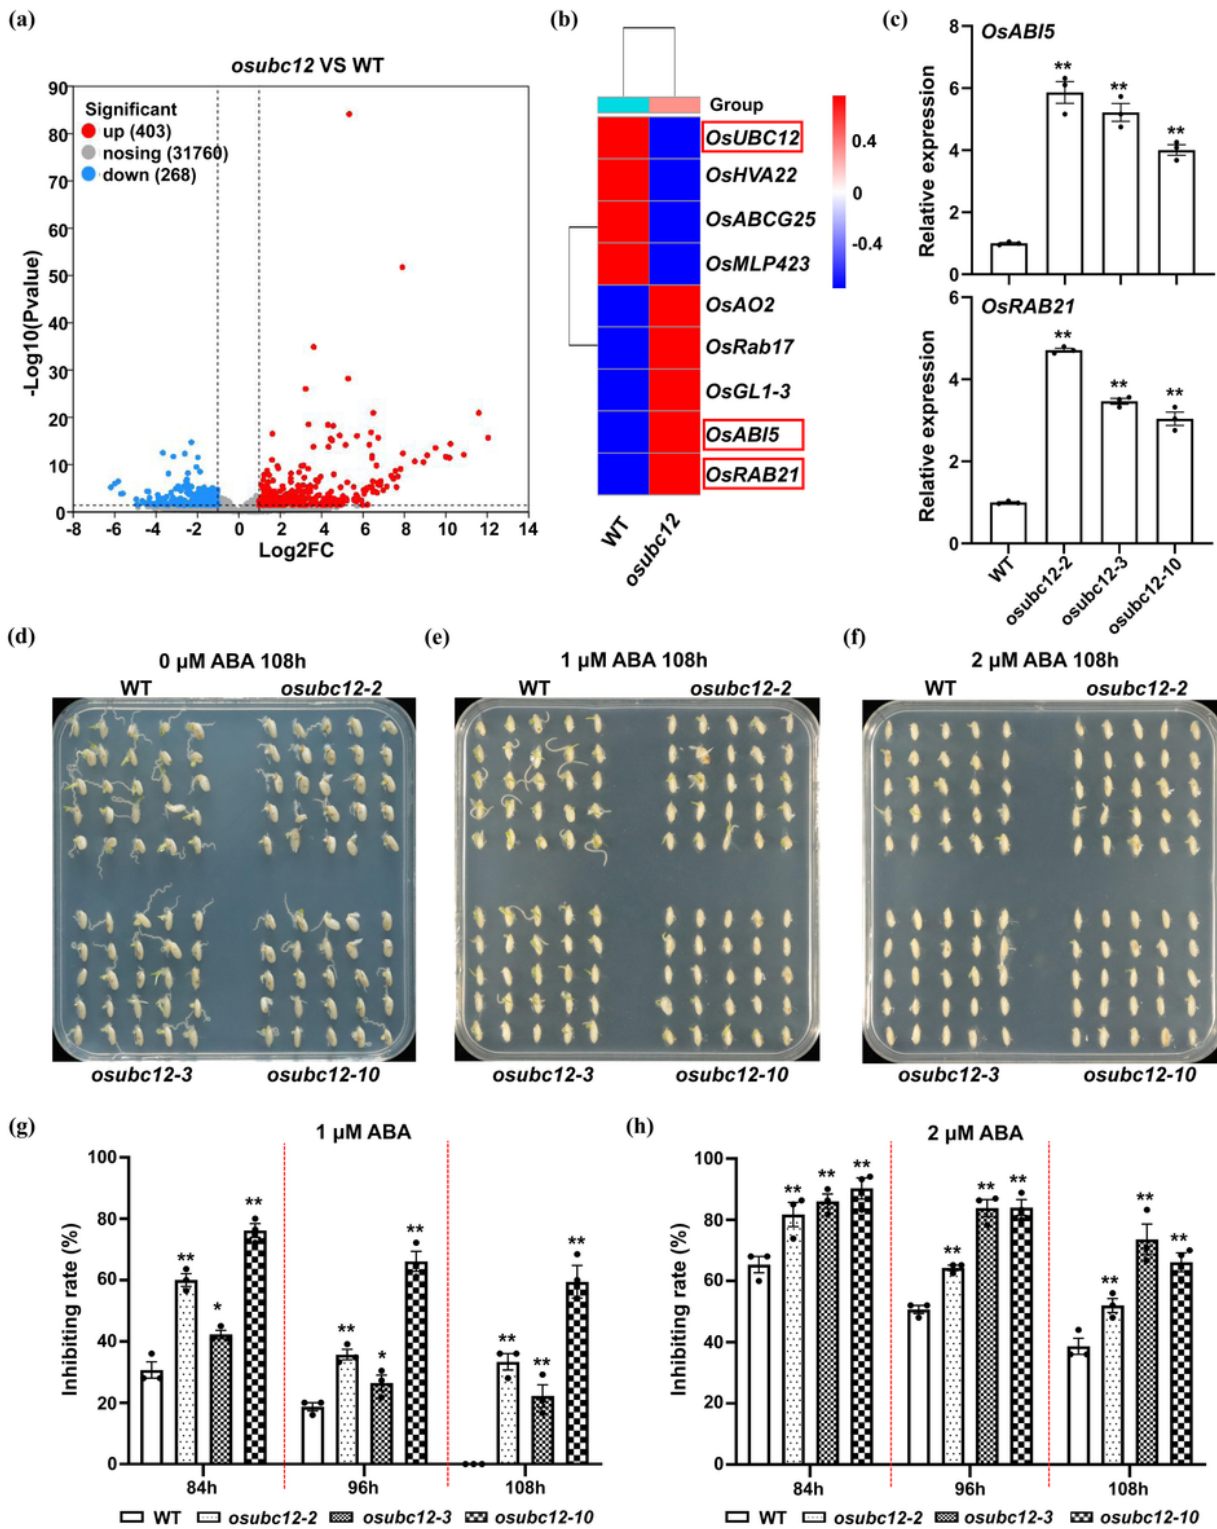 (a)
osubc12 VS WT
Significant
up (403)
nosing (31760)
down (268)
-Log10(Pvalue)
90
80
70
60
50
40
30
20
10
0
-8 -6 -4 -2 0 2 4 6 8 10 12 14
Log2FC
(b)
Group
OsUBC12
OsHVA22
OsABCG25
OsMLP423
OsAO2
OsRab17
OsGL1-3
OsABI5
OsRAB21
WT osubc12
0.4
0
-0.4
(c)
OsABI5
Relative expression
8
6
4
2
0
** ** **
OsRAB21
Relative expression
6
4
2
0
** ** **
WT osubc12-2 osubc12-3 osubc12-10
(d)
0 µM ABA 108h
WT osubc12-2
osubc12-3 osubc12-10
(e)
1 µM ABA 108h
WT osubc12-2
osubc12-3 osubc12-10
(f)
2 µM ABA 108h
WT osubc12-2
osubc12-3 osubc12-10
(g)
1 µM ABA
Inhibiting rate (%)
100
80
60
40
20
0
** * ** ** * ** ** ** **
84h 96h 108h
WT osubc12-2 osubc12-3 osubc12-10
(h)
2 µM ABA
Inhibiting rate (%)
100
80
60
40
20
0
** ** ** ** ** ** ** ** **
84h 96h 108h
WT osubc12-2 osubc12-3 osubc12-10